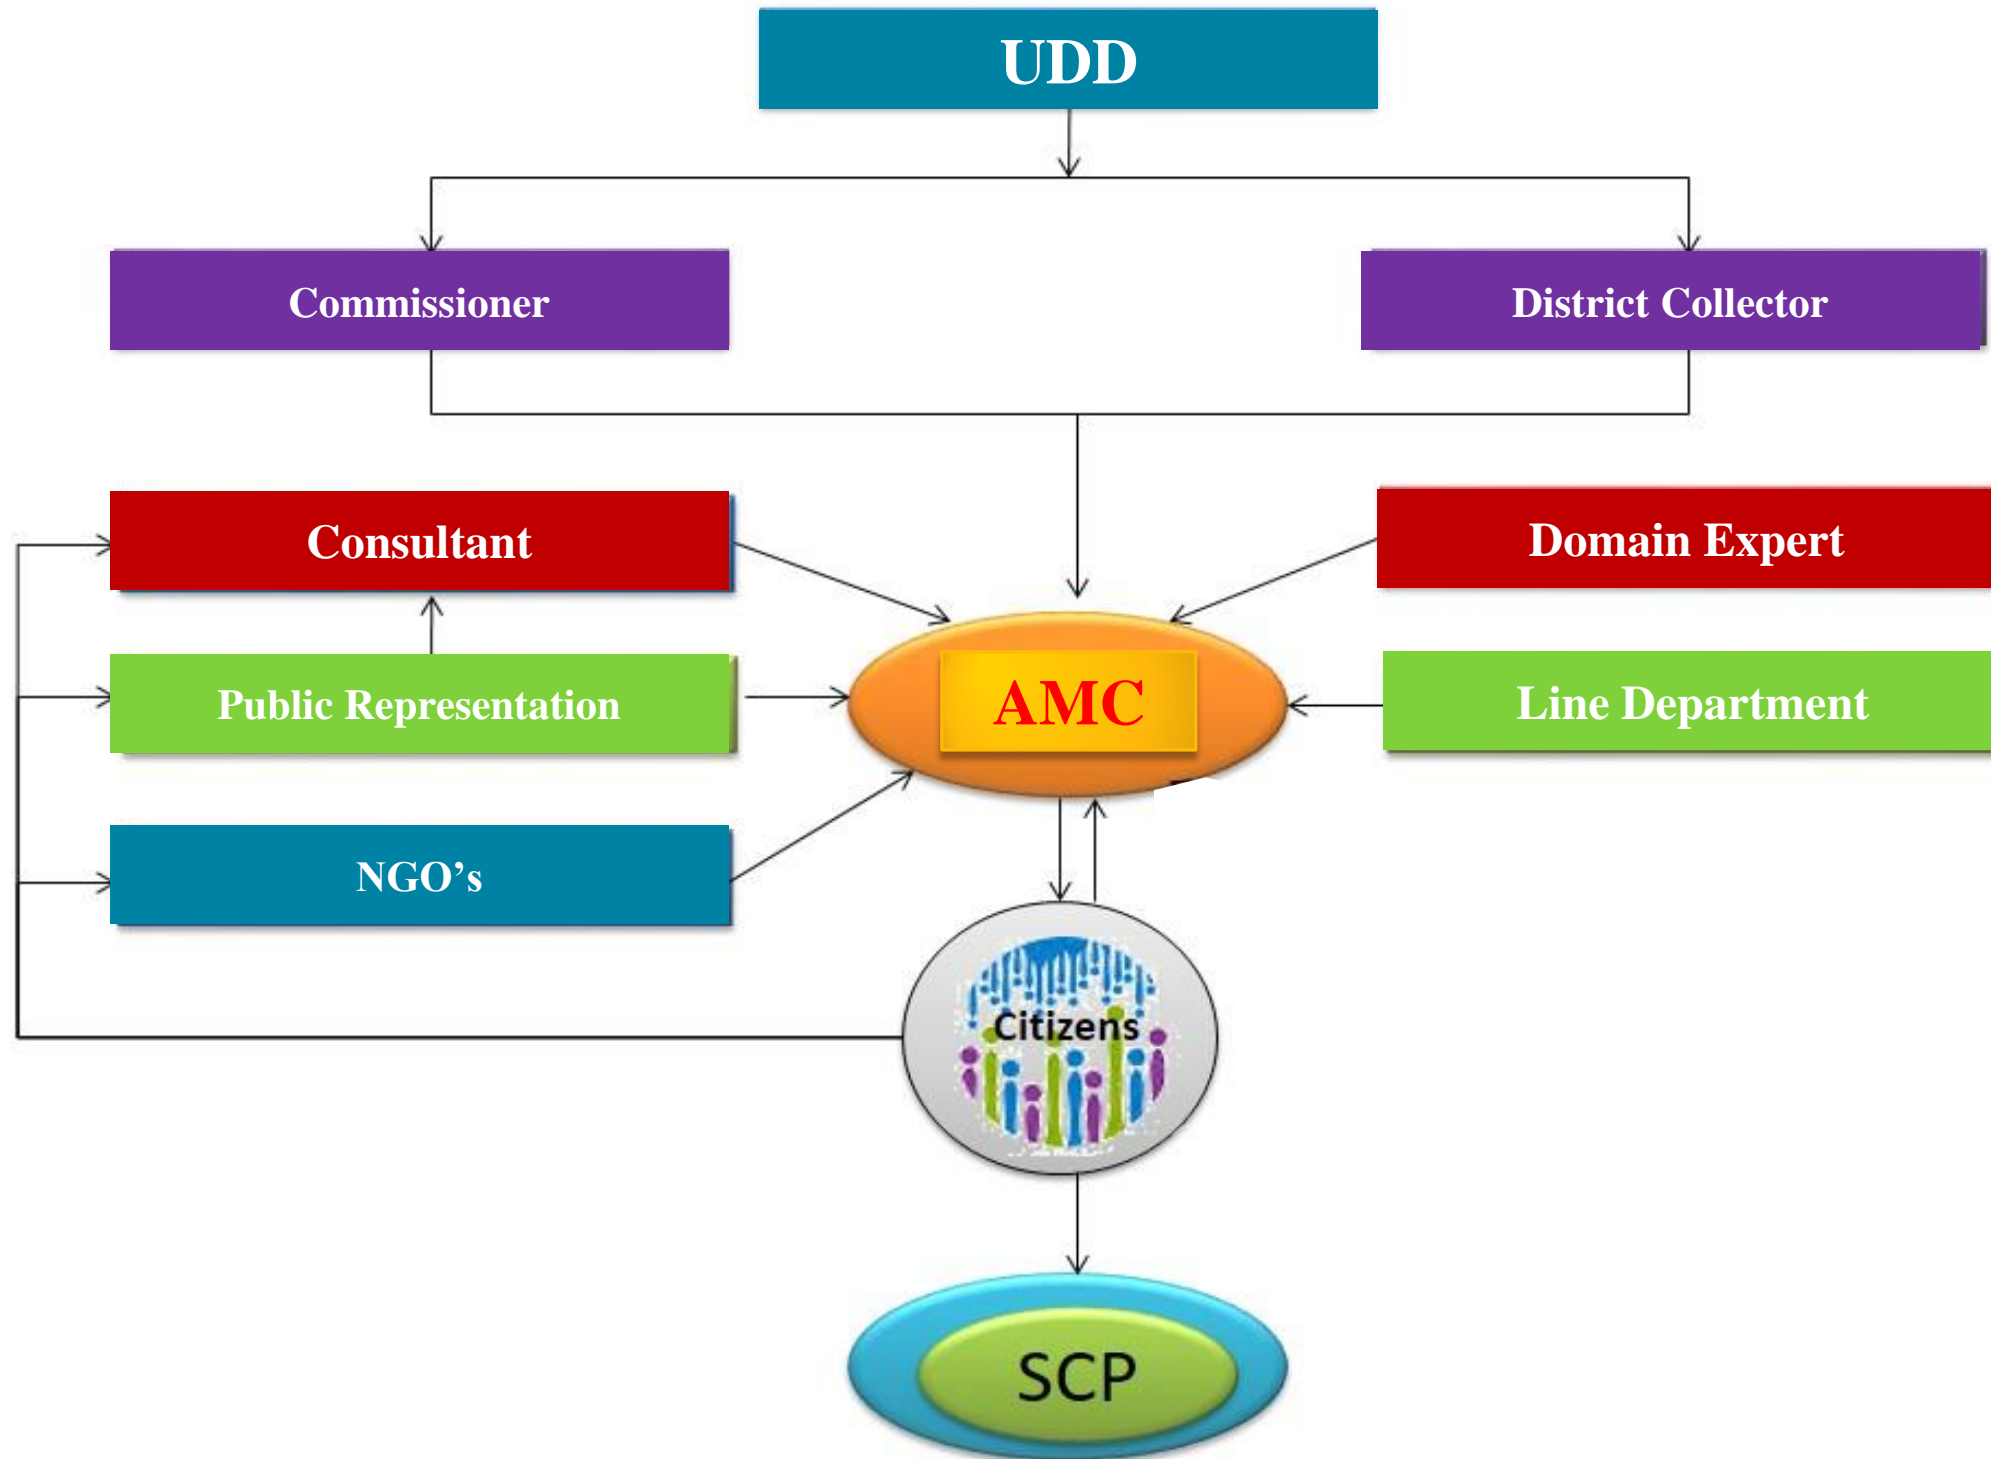 UDD
Commissioner
District Collector
Consultant
Domain Expert
Public Representation
AMC
Line Department
NGO’s
Citizens
SCP